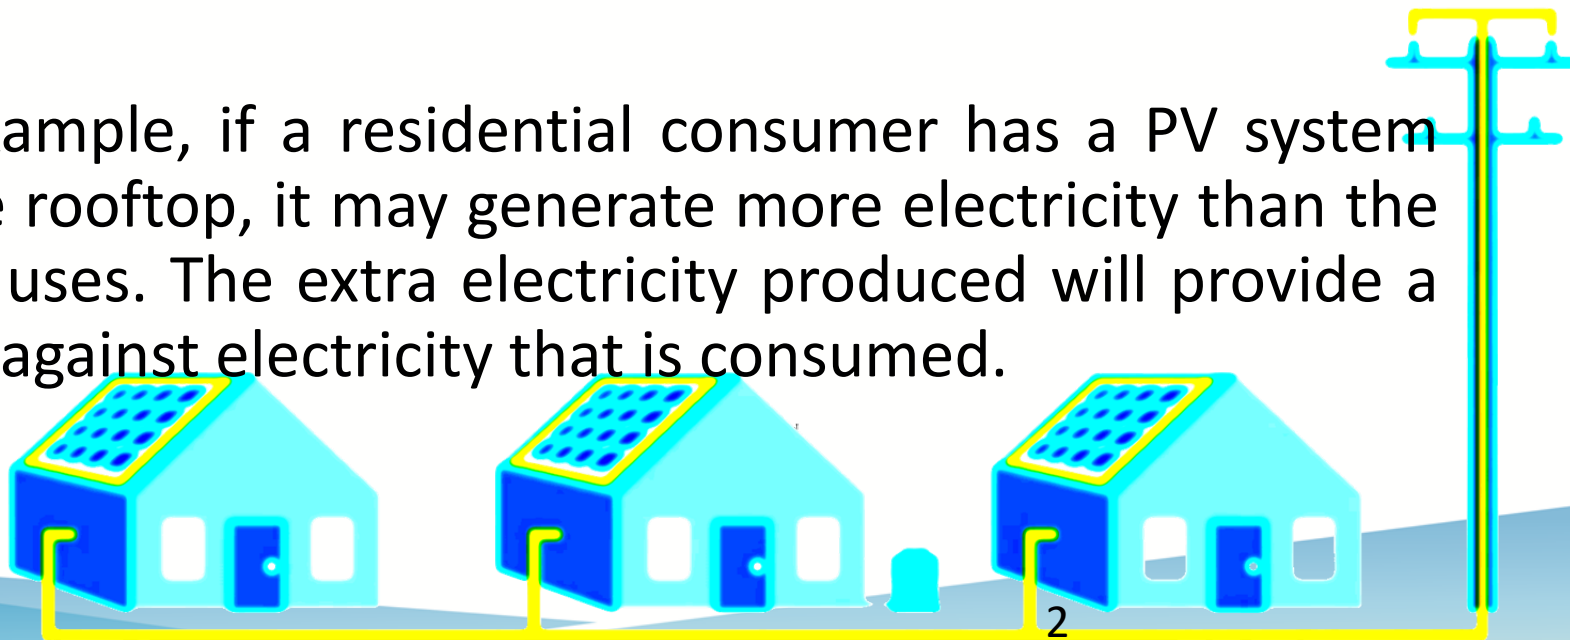 ample, if a residential consumer has a PV system
e rooftop, it may generate more electricity than the
uses. The extra electricity produced will provide a
against electricity that is consumed.
2